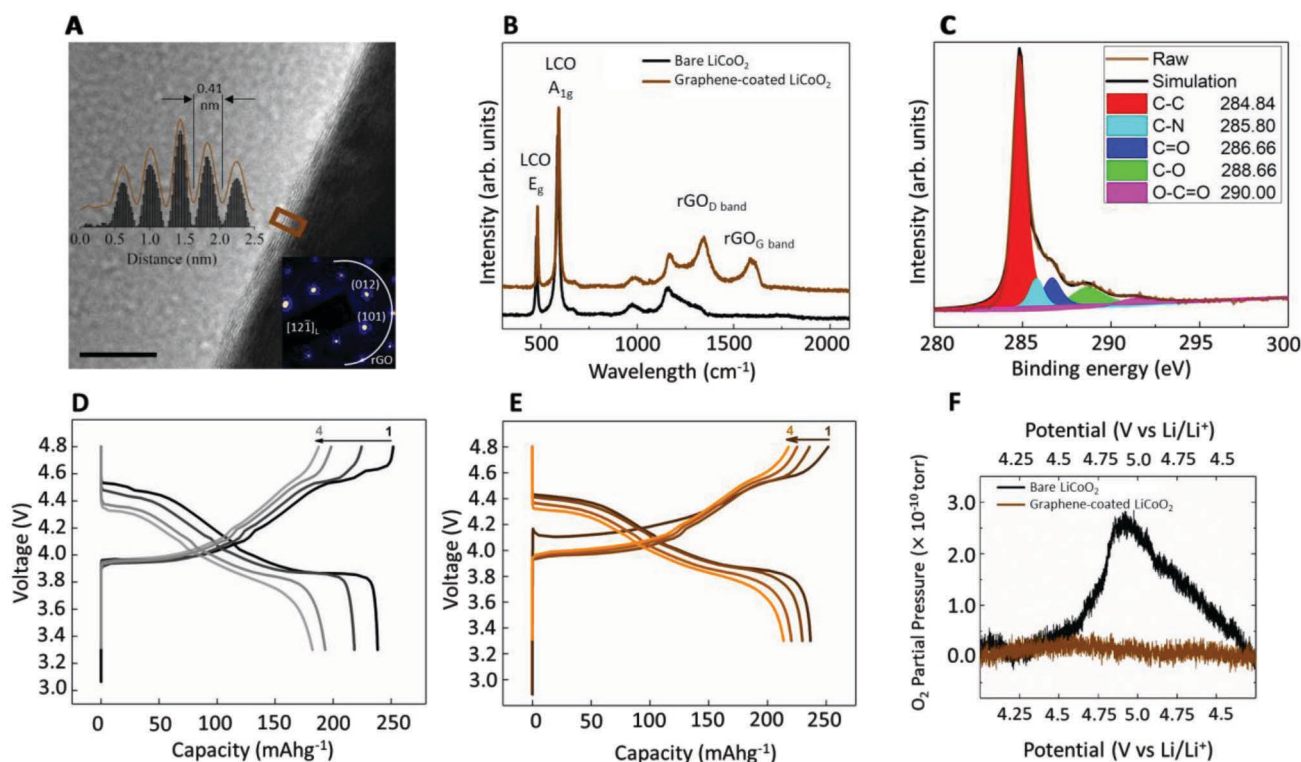 A
0.41
nm
0.0 0.5 1.0 1.5 2.0 2.5
Distance (nm)
(012)
(101)
[12̄1̄]L
rGO
B
Bare LiCoO₂
Graphene-coated LiCoO₂
LCO
A1g
LCO
Eg
rGOD band
rGOG band
Intensity (arb. units)
500 1000 1500 2000
Wavelength (cm⁻¹)
C
Raw
Simulation
C-C 284.84
C-N 285.80
C=O 286.66
C-O 288.66
O-C=O 290.00
Intensity (arb. units)
280 285 290 295 300
Binding energy (eV)
D
4 1
4.8
4.6
4.4
4.2
4.0
3.8
3.6
3.4
3.2
3.0
Voltage (V)
0 50 100 150 200 250
Capacity (mAhg⁻¹)
E
4 1
4.8
4.6
4.4
4.2
4.0
3.8
3.6
3.4
3.2
3.0
Voltage (V)
0 50 100 150 200 250
Capacity (mAhg⁻¹)
F
Potential (V vs Li/Li⁺)
4.25 4.5 4.75 5.0 4.75 4.5
Bare LiCoO₂
Graphene-coated LiCoO₂
3.0
2.0
1.0
0.0
O₂ Partial Pressure (× 10⁻¹⁰ torr)
4.25 4.5 4.75 5.0 4.75 4.5
Potential (V vs Li/Li⁺)